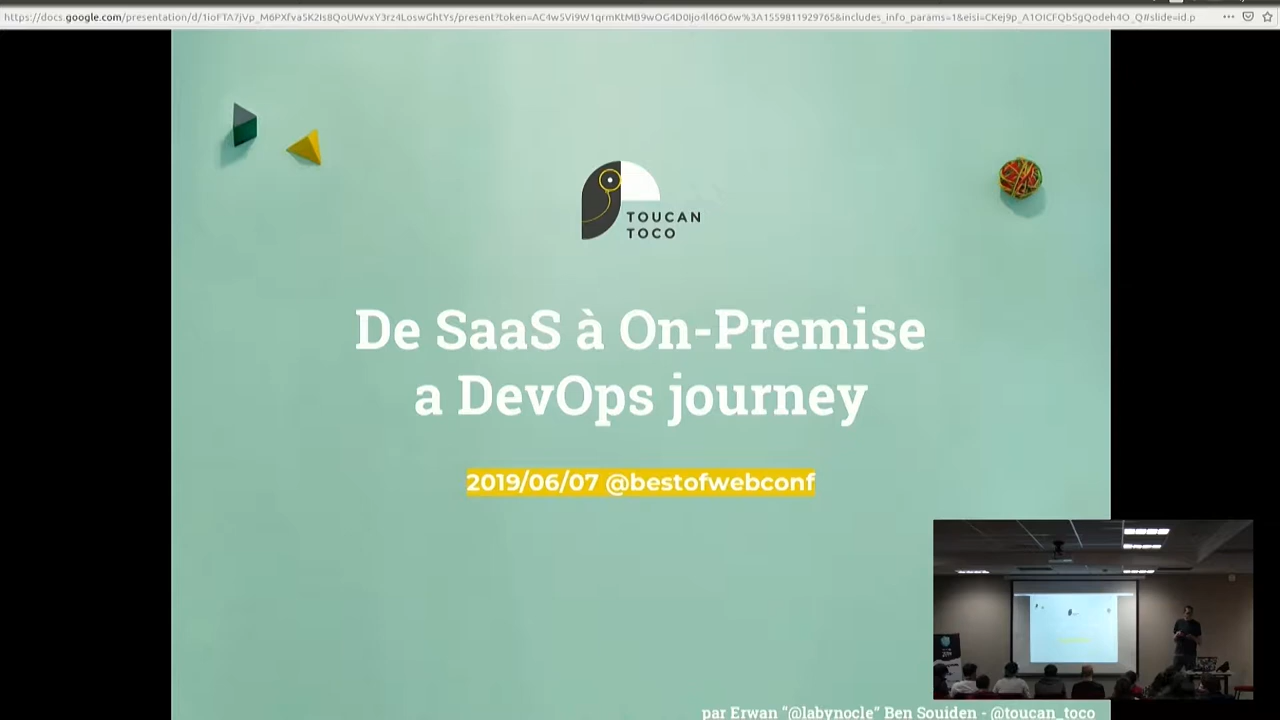 TOUCAN
TOCO
De SaaS à On-Premise
a DevOps journey
2019/06/07 @bestofwebconf
par Erwan "@labynocle" Ben Souiden - @toucan_toco